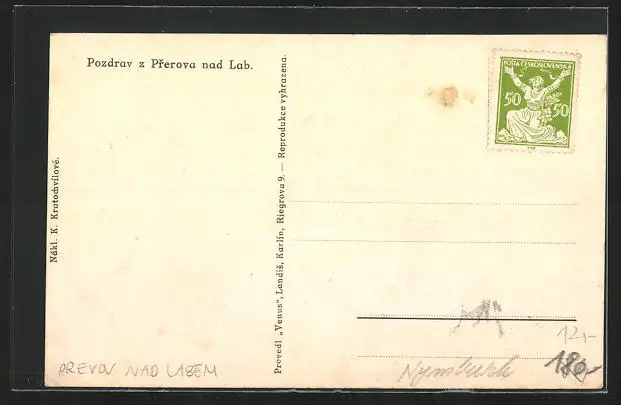 Pozdrav z Přerova nad Lab.
POŠTA ČESKOSLOVENSKÁ
50 50
Nákl. K. Kratochvílové.
Provedl „Venus“, Landiš, Karlín, Riegrova 9. — Reprodukce vyhrazena.
12,-
PREVOV NAD LABEM
Nymburk
180,-